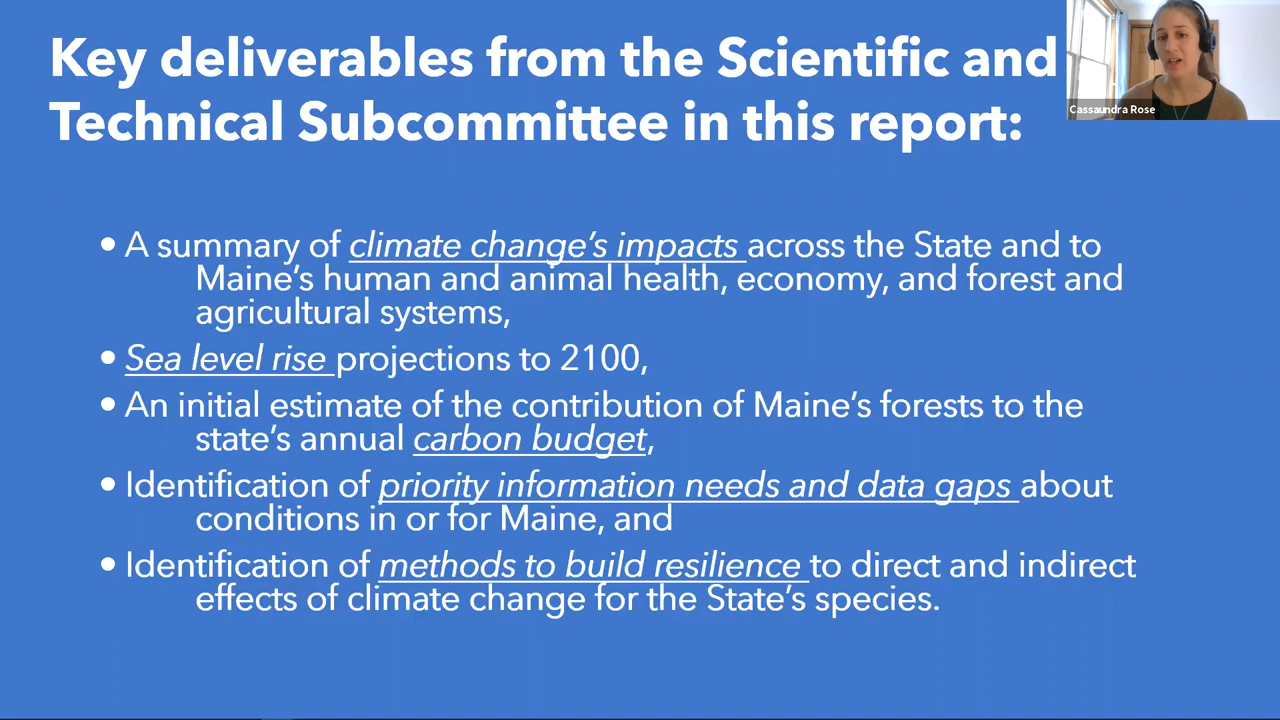 Key deliverables from the Scientific and
Technical Subcommittee in this report:
Cassaundra Rose
• A summary of climate change’s impacts across the State and to
Maine’s human and animal health, economy, and forest and
agricultural systems,
• Sea level rise projections to 2100,
• An initial estimate of the contribution of Maine’s forests to the
state’s annual carbon budget,
• Identification of priority information needs and data gaps about
conditions in or for Maine, and
• Identification of methods to build resilience to direct and indirect
effects of climate change for the State’s species.